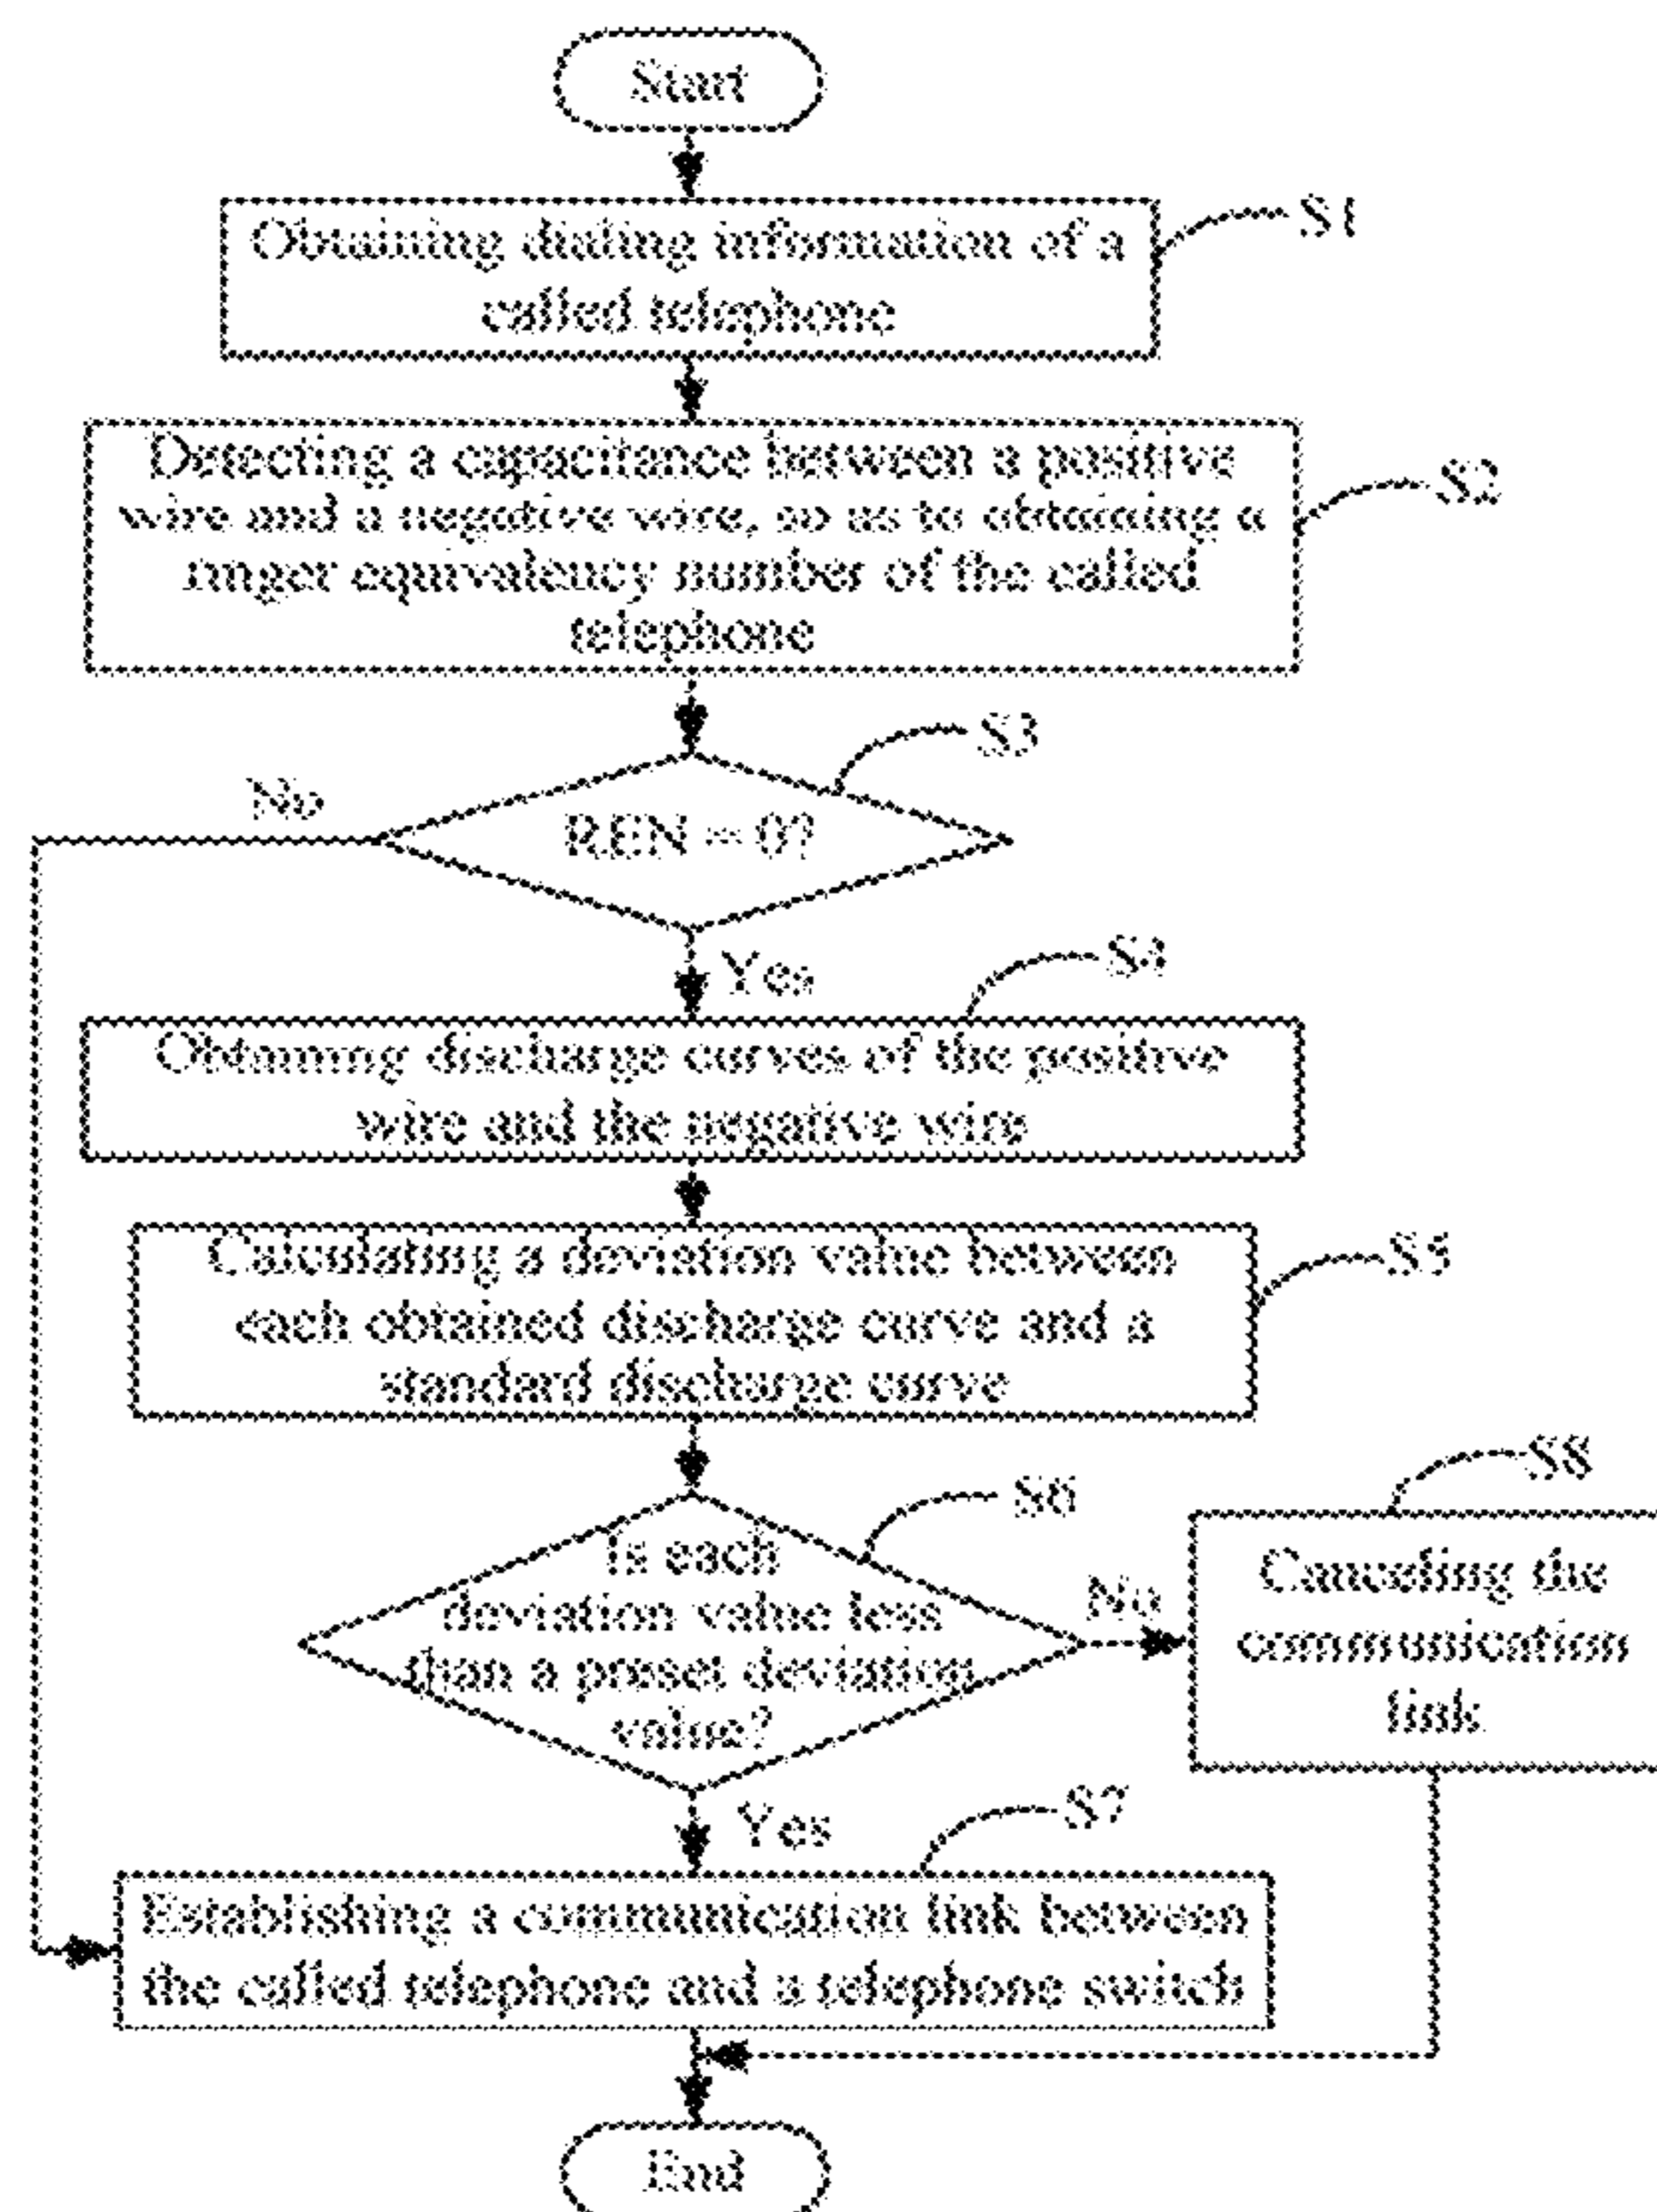 Start
Obtaining dialing information of a
called telephone
S1
Detecting a capacitance between a positive
wire and a negative wire, so as to obtaining a
ringer equivalency number of the called
telephone
S2
S3
REN = 0?
No
Yes
S4
Obtaining discharge curves of the positive
wire and the negative wire
Calculating a deviation value between
each obtained discharge curve and a
standard discharge curve
S5
S6
Is each
deviation value less
than a preset deviation
value?
No
S8
Canceling the
communication
link
Yes
S7
Establishing a communication link between
the called telephone and a telephone switch
End